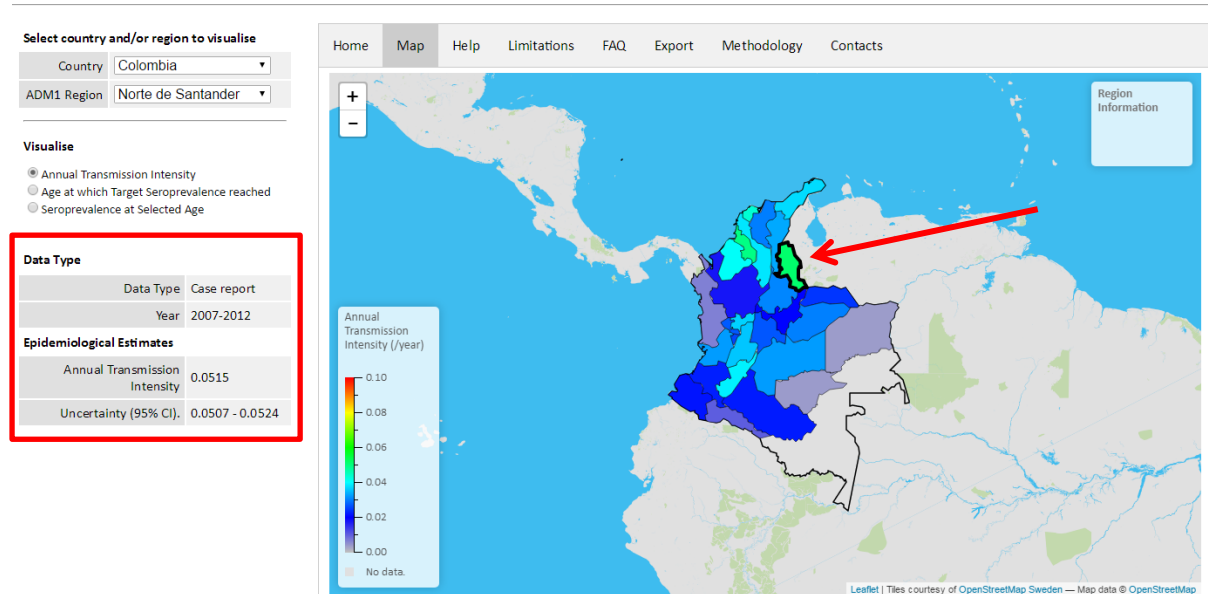 Select country and/or region to visualise
Country Colombia
ADM1 Region Norte de Santander
Visualise
Annual Transmission Intensity
Age at which Target Seroprevalence reached
Seroprevalence at Selected Age
Data Type
Data Type Case report
Year 2007-2012
Epidemiological Estimates
Annual Transmission
Intensity
0.0515
Uncertainty (95% CI). 0.0507 - 0.0524
Home Map Help Limitations FAQ Export Methodology Contacts
+
−
Region
Information
Annual
Transmission
Intensity (/year)
0.10
0.08
0.06
0.04
0.02
0.00
No data.
Leaflet | Tiles courtesy of OpenStreetMap Sweden — Map data © OpenStreetMap